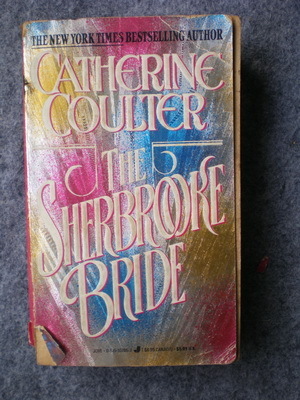 THE NEW YORK TIMES BESTSELLING AUTHOR
CATHERINE
COULTER
THE
SHERBROOKE
BRIDE